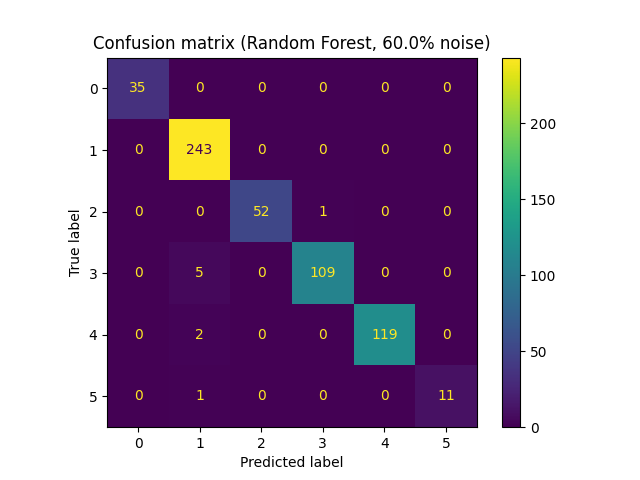 Confusion matrix (Random Forest, 60.0% noise)
True label
0 35 0 0 0 0 0
1 0 243 0 0 0 0
2 0 0 52 1 0 0
3 0 5 0 109 0 0
4 0 2 0 0 119 0
5 0 1 0 0 0 11
0 1 2 3 4 5
Predicted label
200
150
100
50
0